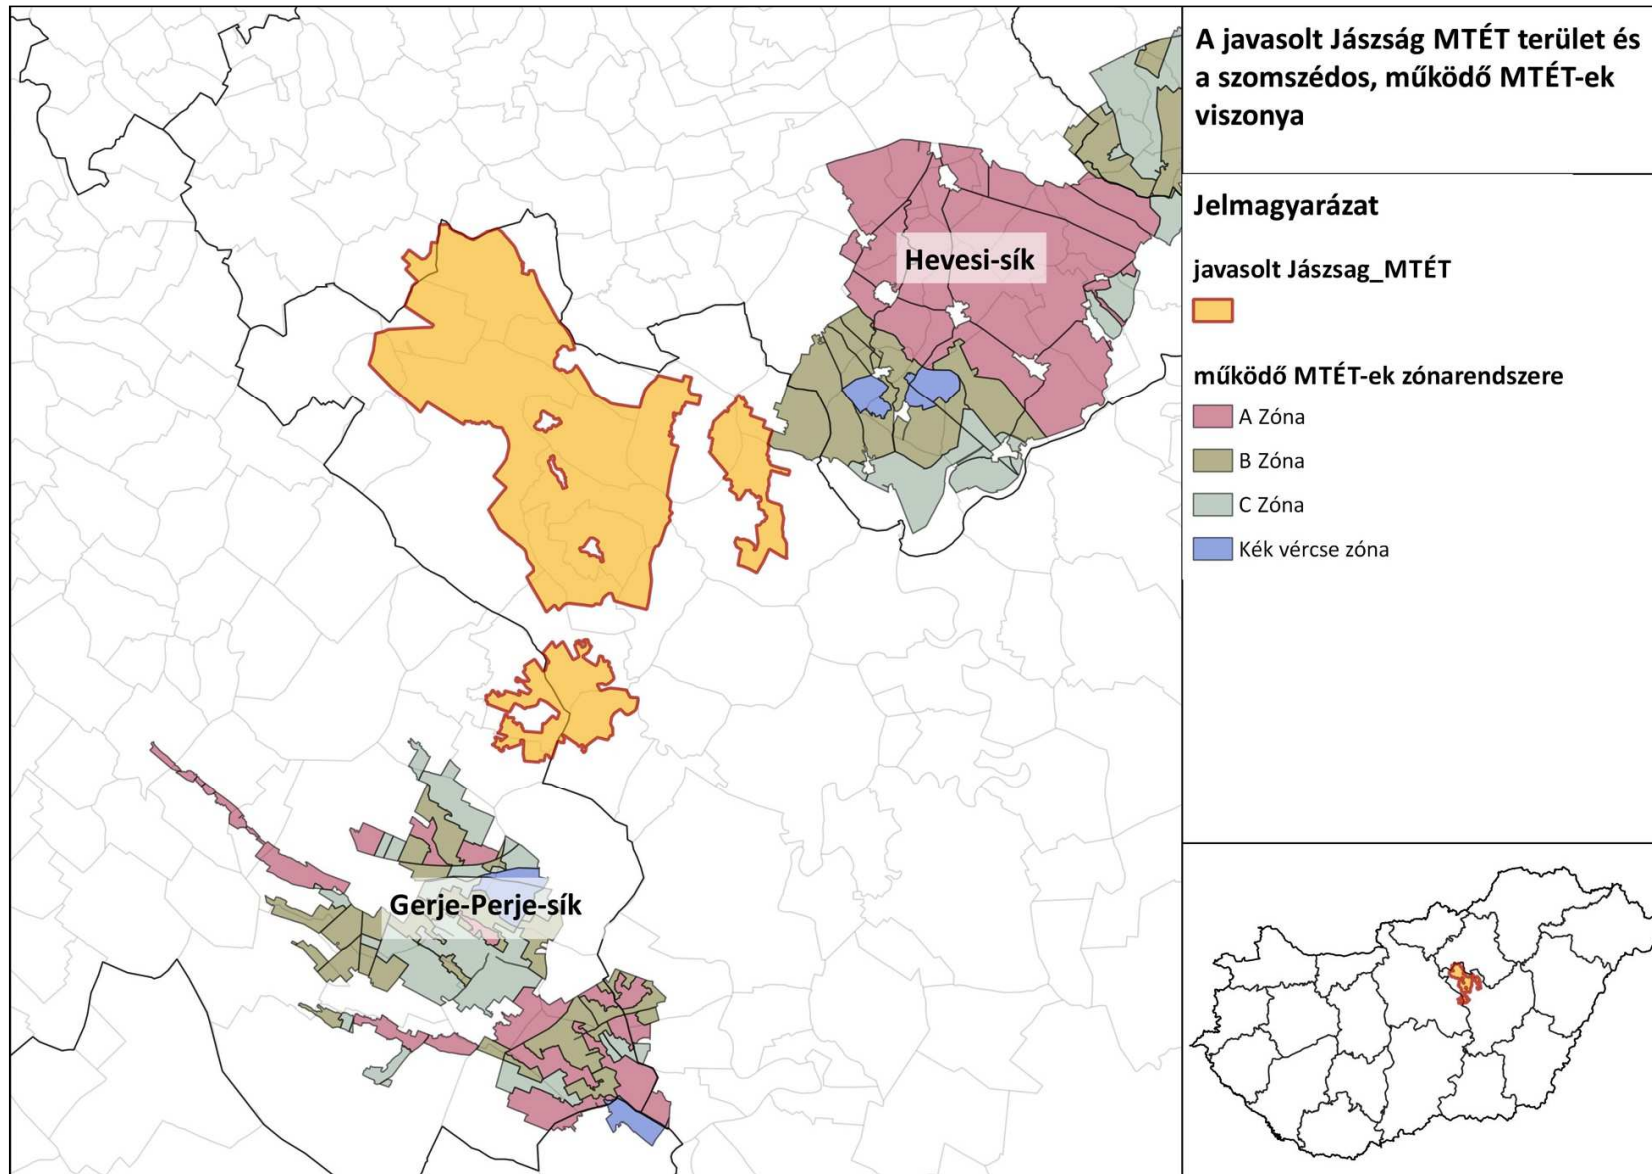 A javasolt Jászság MTÉT terület és
a szomszédos, működő MTÉT-ek
viszonya
Jelmagyarázat
javasolt Jászsag_MTÉT
működő MTÉT-ek zónarendszere
A Zóna
B Zóna
C Zóna
Kék vércse zóna
Hevesi-sík
Gerje-Perje-sík